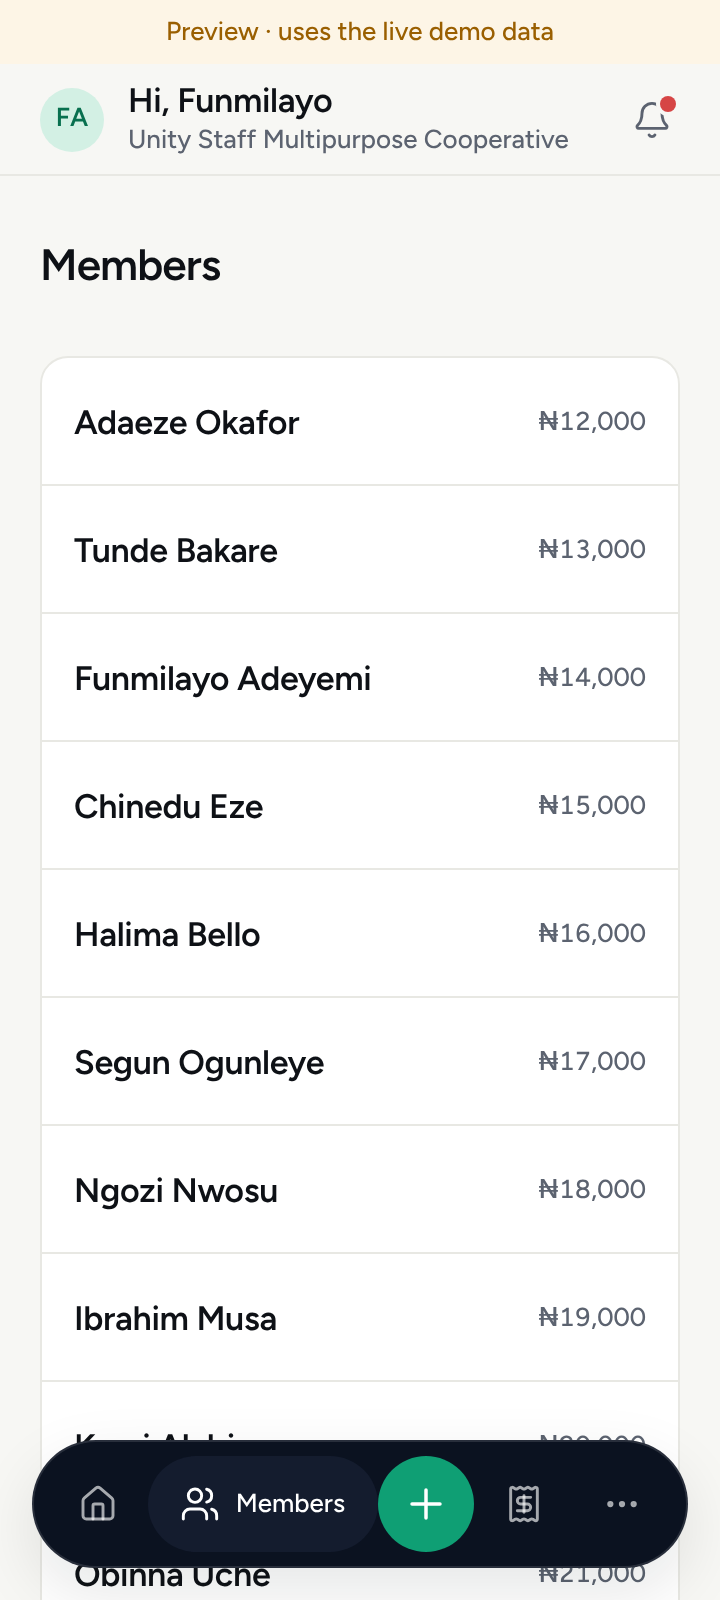 Preview · uses the live demo data
FA
Hi, Funmilayo
Unity Staff Multipurpose Cooperative
Members
Adaeze Okafor ₦12,000
Tunde Bakare ₦13,000
Funmilayo Adeyemi ₦14,000
Chinedu Eze ₦15,000
Halima Bello ₦16,000
Segun Ogunleye ₦17,000
Ngozi Nwosu ₦18,000
Ibrahim Musa ₦19,000
₦20,000
Members
Obinna Uche ₦21,000